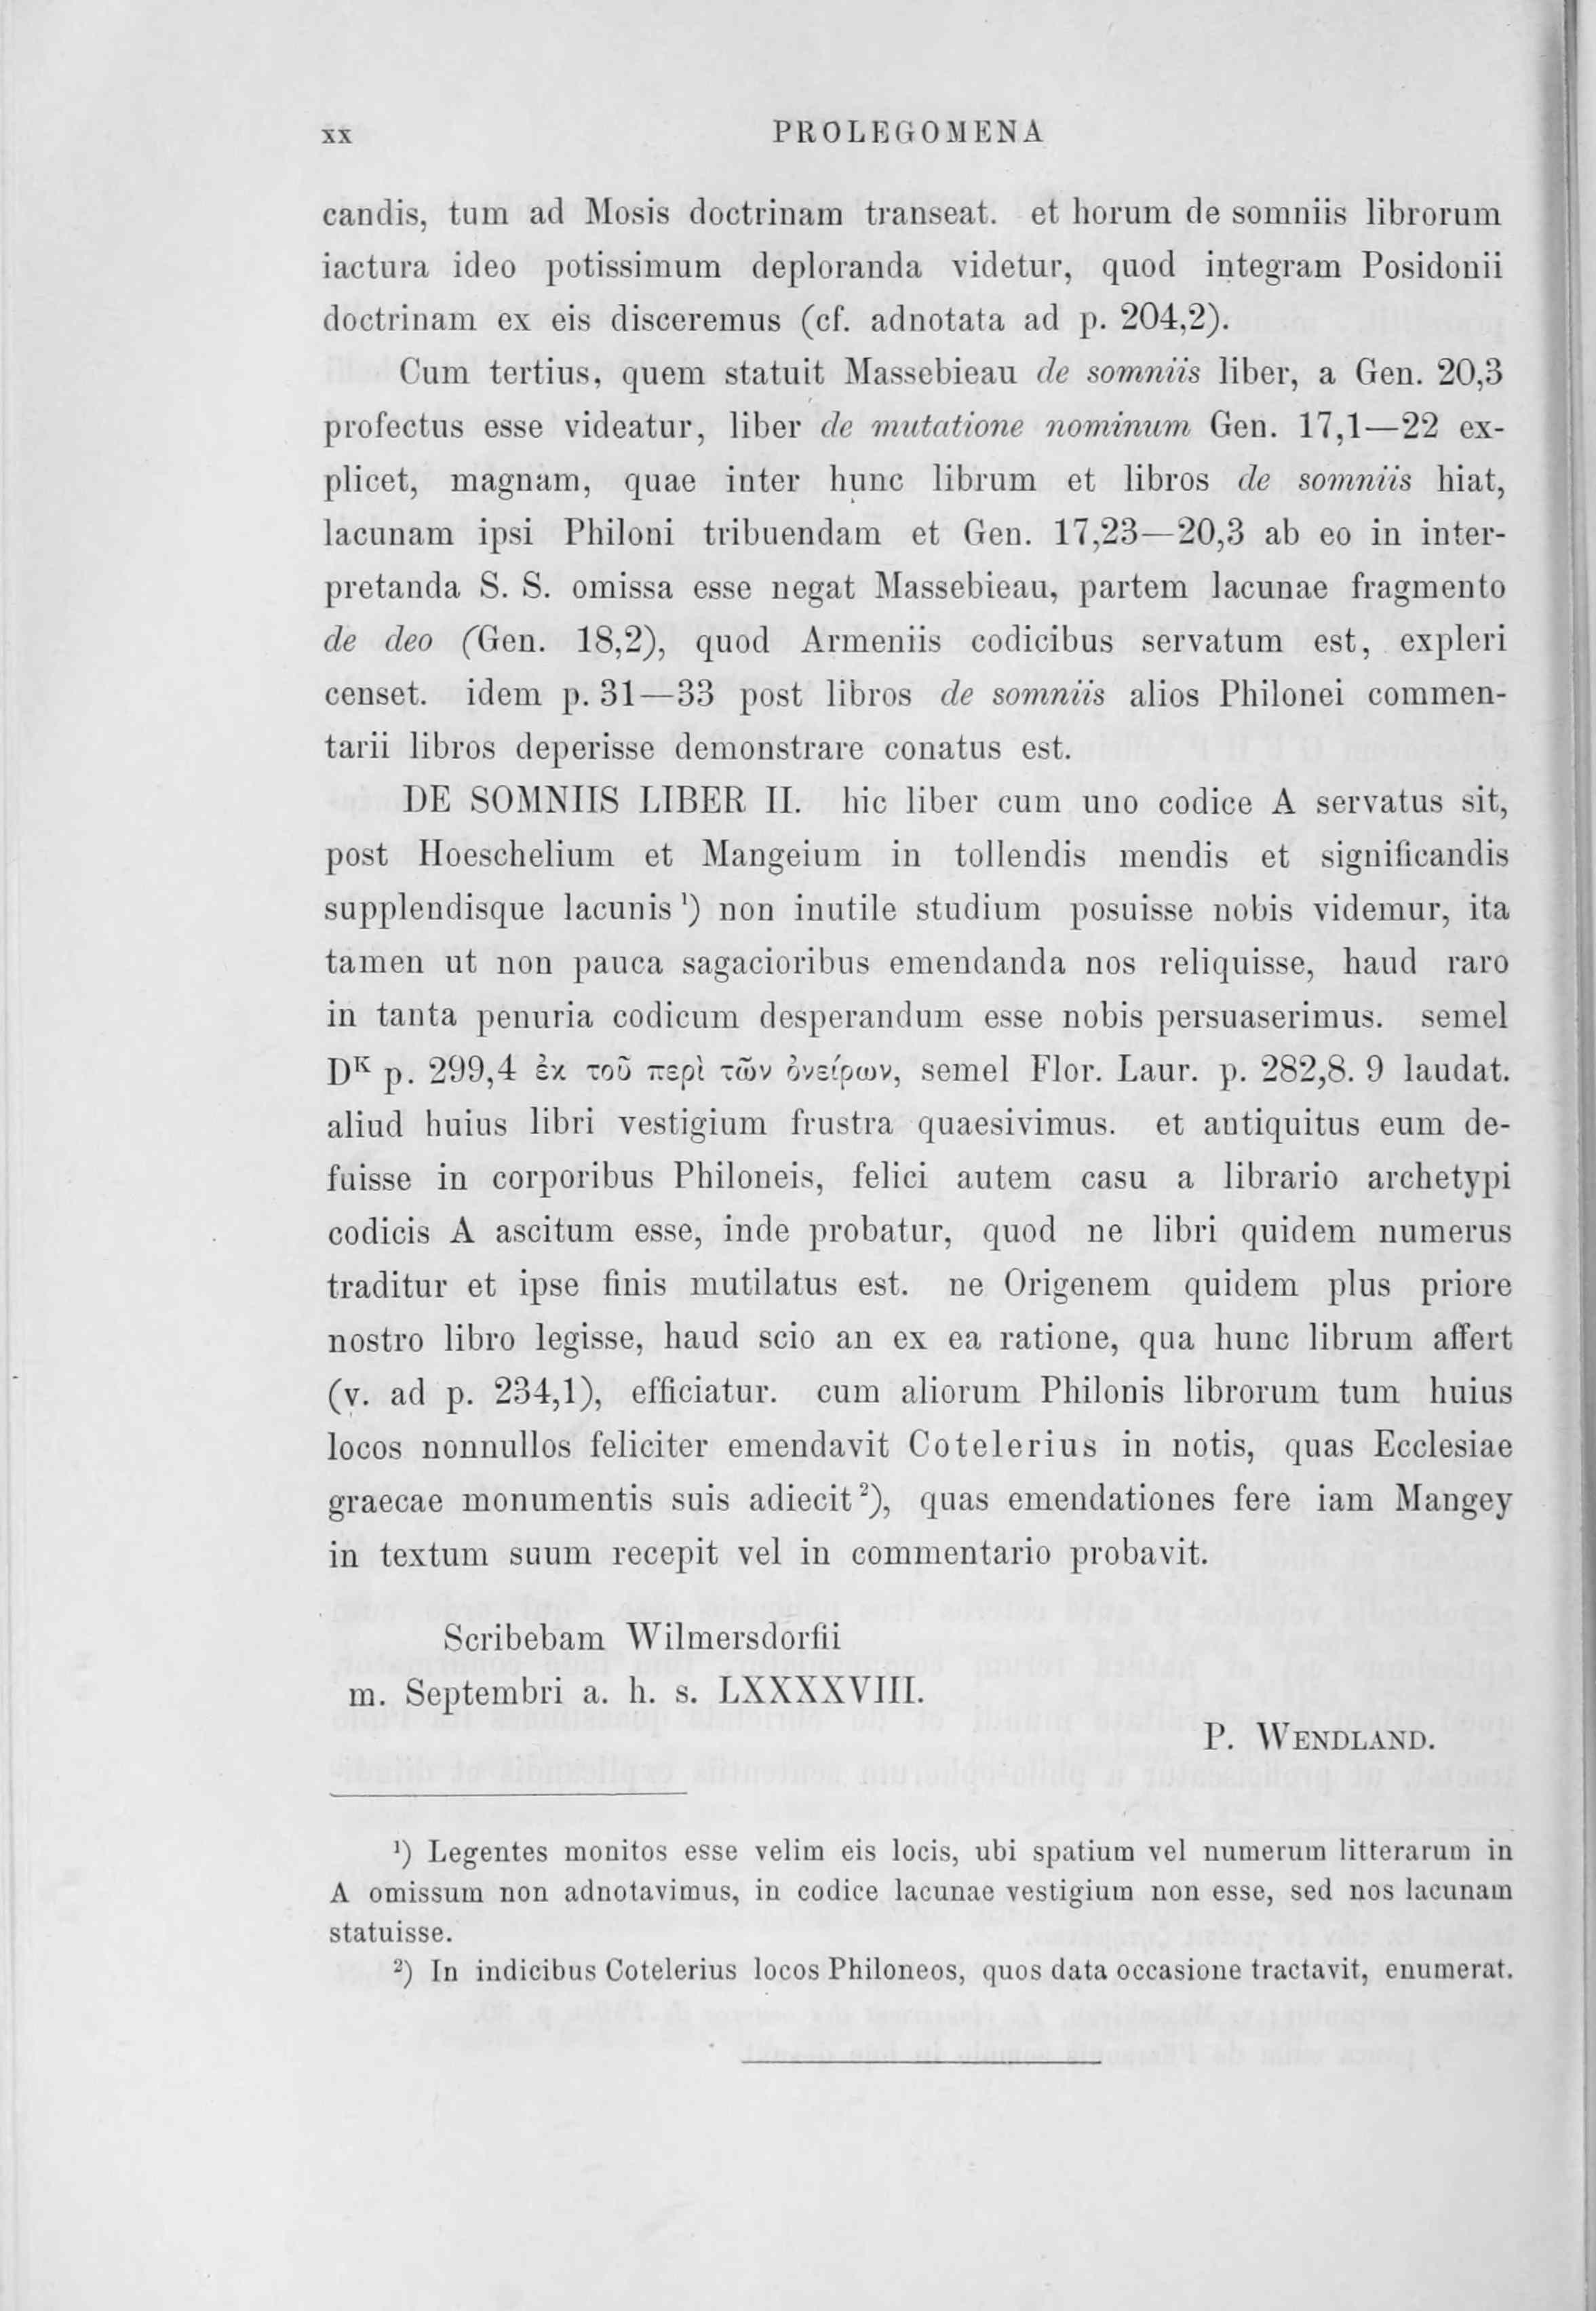 xx PROLEGOMENA
candis, tum ad Mosis doctrinam transeat. et horum de somniis librorum
iactura ideo potissimum deploranda videtur, quod integram Posidonii
doctrinam ex eis disceremus (cf. adnotata ad p. 204,2).
Cum tertius, quem statuit Massebieau de somniis liber, a Gen. 20,3
profectus esse videatur, liber de mutatione nominum Gen. 17,1—22 ex-
plicet, magnam, quae inter hunc librum et libros de somniis hiat,
lacunam ipsi Philoni tribuendam et Gen. 17,23—20,3 ab eo in inter-
pretanda S. S. omissa esse negat Massebieau, partem lacunae fragmento
de deo (Gen. 18,2), quod Armeniis codicibus servatum est, expleri
censet. idem p. 31—33 post libros de somniis alios Philonei commen-
tarii libros deperisse demonstrare conatus est.
DE SOMNIIS LIBER II. hic liber cum uno codice A servatus sit,
post Hoeschelium et Mangeium in tollendis mendis et significandis
supplendisque lacunis ¹) non inutile studium posuisse nobis videmur, ita
tamen ut non pauca sagacioribus emendanda nos reliquisse, haud raro
in tanta penuria codicum desperandum esse nobis persuaserimus. semel
Dᴷ p. 299,4 ἐκ τοῦ περὶ τῶν ὀνείρων, semel Flor. Laur. p. 282,8. 9 laudat.
aliud huius libri vestigium frustra quaesivimus. et antiquitus eum de-
fuisse in corporibus Philoneis, felici autem casu a librario archetypi
codicis A ascitum esse, inde probatur, quod ne libri quidem numerus
traditur et ipse finis mutilatus est. ne Origenem quidem plus priore
nostro libro legisse, haud scio an ex ea ratione, qua hunc librum affert
(v. ad p. 234,1), efficiatur. cum aliorum Philonis librorum tum huius
locos nonnullos feliciter emendavit Cotelerius in notis, quas Ecclesiae
graecae monumentis suis adiecit ²), quas emendationes fere iam Mangey
in textum suum recepit vel in commentario probavit.
Scribebam Wilmersdorfii
m. Septembri a. h. s. LXXXXVIII.
P. WENDLAND.
¹) Legentes monitos esse velim eis locis, ubi spatium vel numerum litterarum in
A omissum non adnotavimus, in codice lacunae vestigium non esse, sed nos lacunam
statuisse.
²) In indicibus Cotelerius locos Philoneos, quos data occasione tractavit, enumerat.